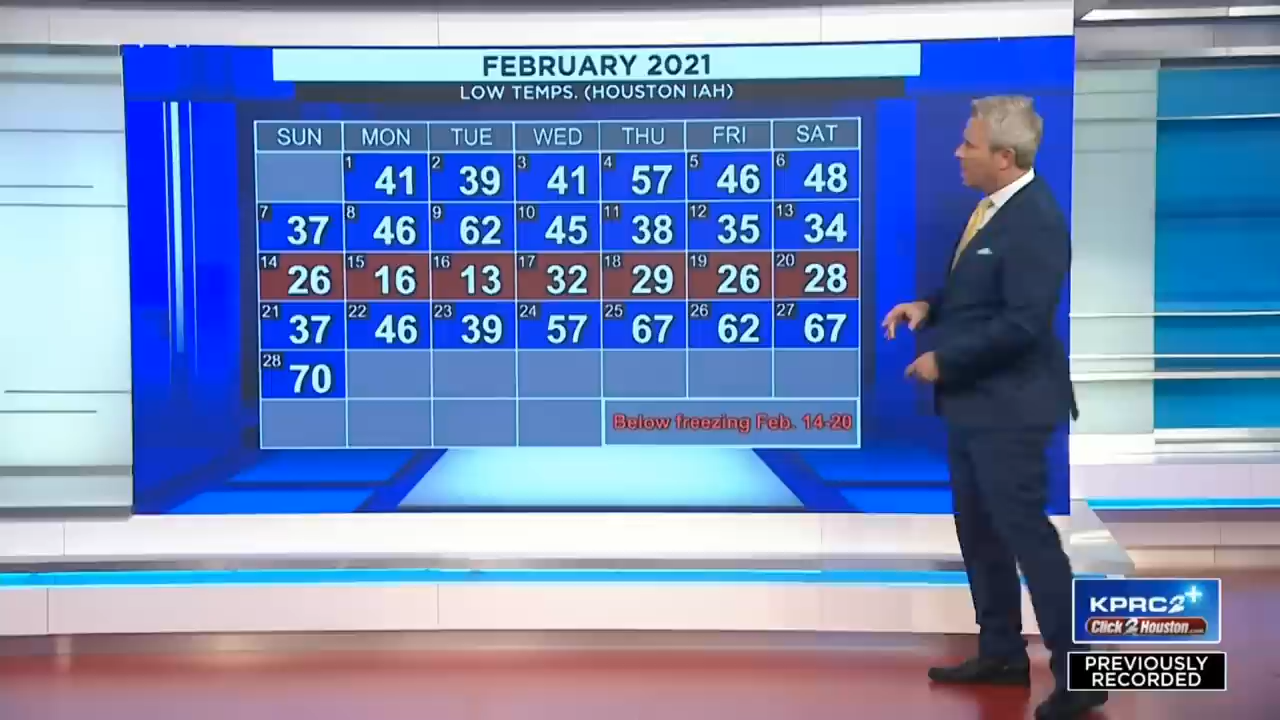 FEBRUARY 2021
LOW TEMPS. (HOUSTON IAH)
SUN MON TUE WED THU FRI SAT
1 41 2 39 3 41 4 57 5 46 6 48
7 37 8 46 9 62 10 45 11 38 12 35 13 34
14 26 15 16 16 13 17 32 18 29 19 26 20 28
21 37 22 46 23 39 24 57 25 67 26 62 27 67
28 70
Below freezing Feb. 14-20
KPRC2+
Click2Houston.com
PREVIOUSLY
RECORDED